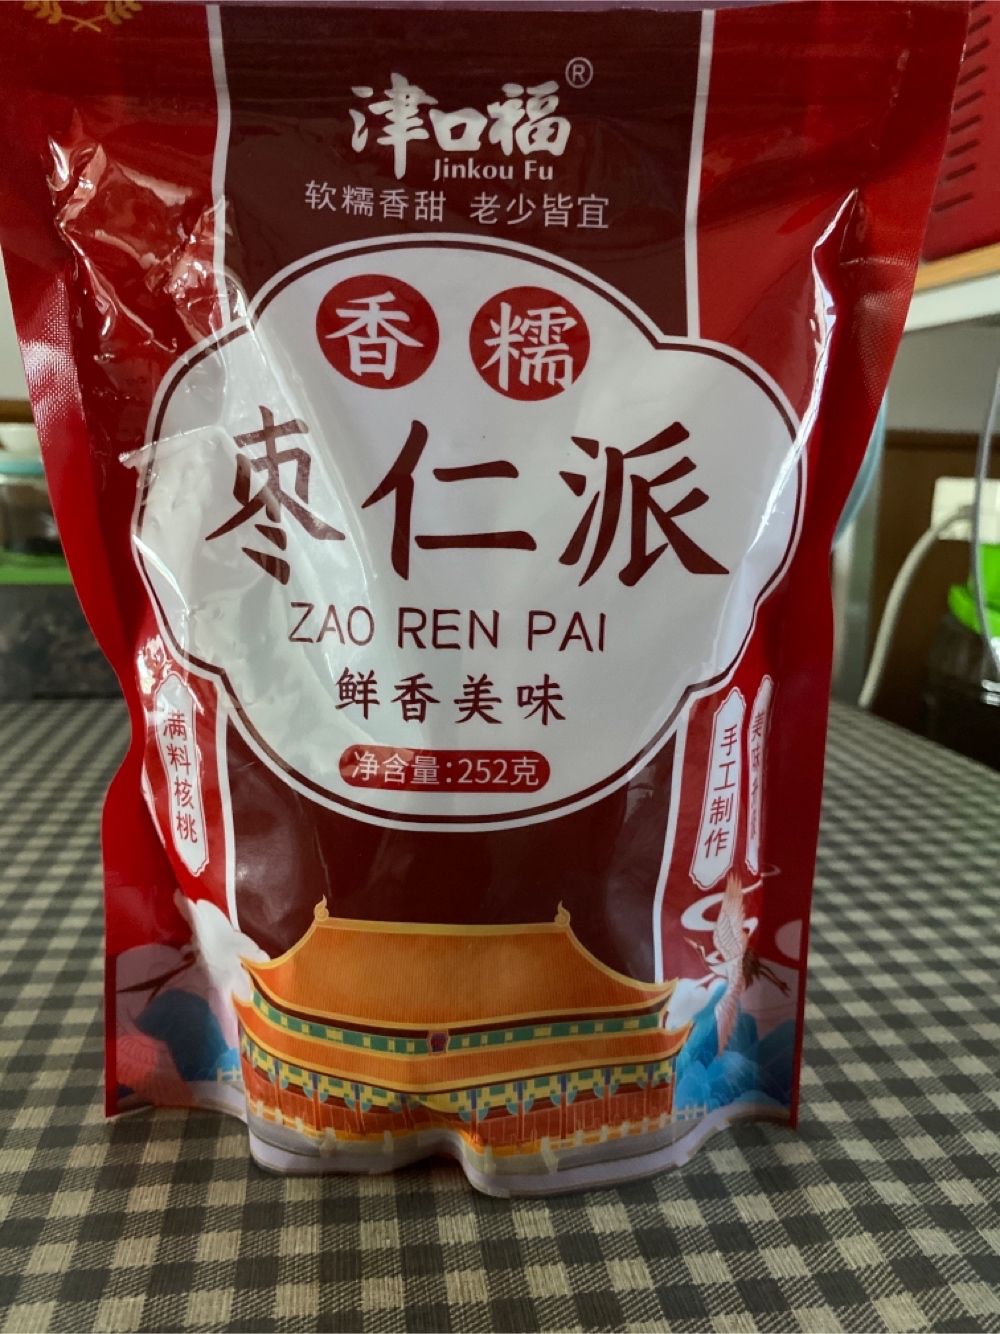 津口福®
Jinkou Fu
软糯香甜 老少皆宜
香糯
枣仁派
ZAO REN PAI
鲜香美味
净含量:252克
满料核桃
手工制作
美味